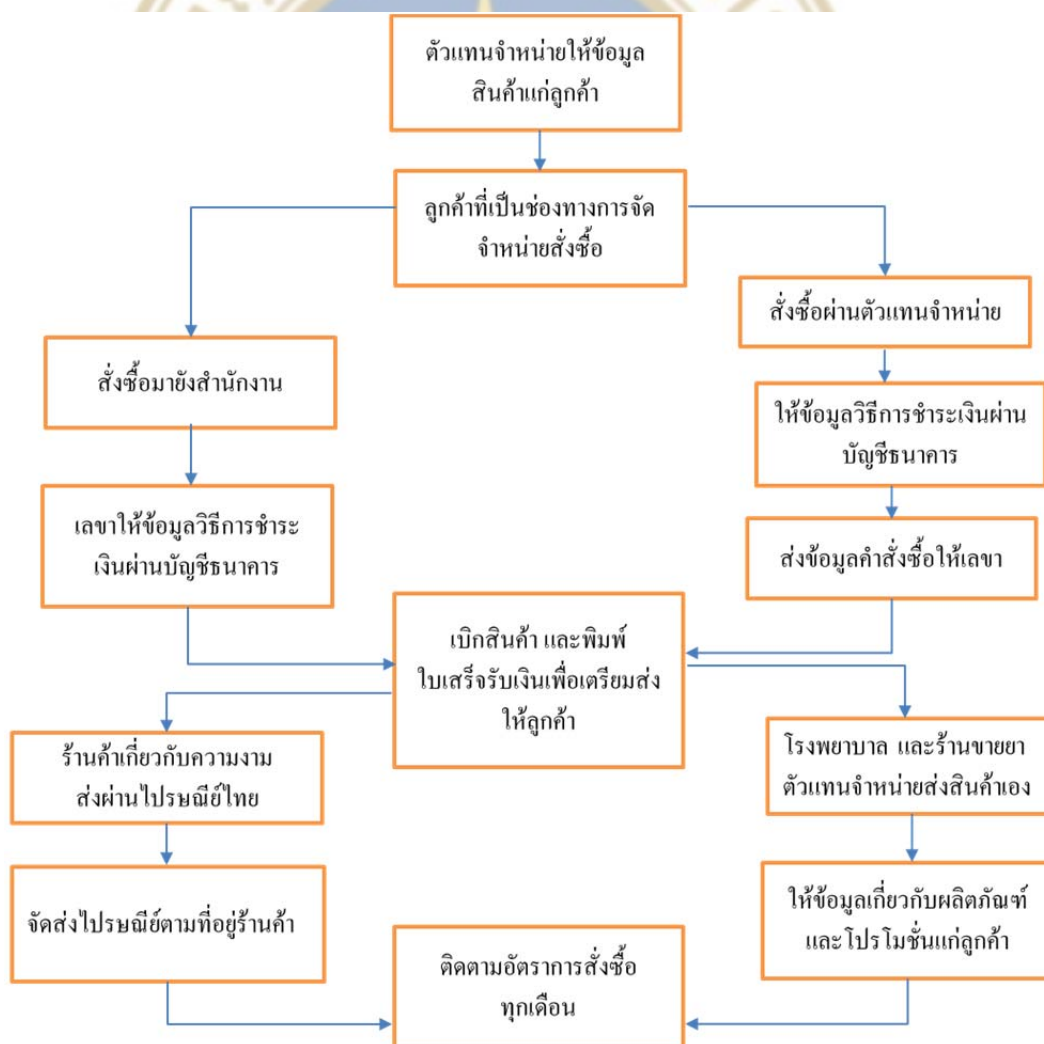 ตัวแทนจำหน่ายให้ข้อมูล
สินค้าแก่ลูกค้า
ลูกค้าที่เป็นช่องทางการจัด
จำหน่ายสั่งซื้อ
สั่งซื้อมายังสำนักงาน
เลขาให้ข้อมูลวิธีการชำระ
เงินผ่านบัญชีธนาคาร
สั่งซื้อผ่านตัวแทนจำหน่าย
ให้ข้อมูลวิธีการชำระเงินผ่าน
บัญชีธนาคาร
ส่งข้อมูลคำสั่งซื้อให้เลขา
เบิกสินค้า และพิมพ์
ใบเสร็จรับเงินเพื่อเตรียมส่ง
ให้ลูกค้า
ร้านค้าเกี่ยวกับความงาม
ส่งผ่านไปรษณีย์ไทย
จัดส่งไปรษณีย์ตามที่อยู่ร้านค้า
โรงพยาบาล และร้านขายยา
ตัวแทนจำหน่ายส่งสินค้าเอง
ให้ข้อมูลเกี่ยวกับผลิตภัณฑ์
และโปรโมชั่นแก่ลูกค้า
ติดตามอัตราการสั่งซื้อ
ทุกเดือน